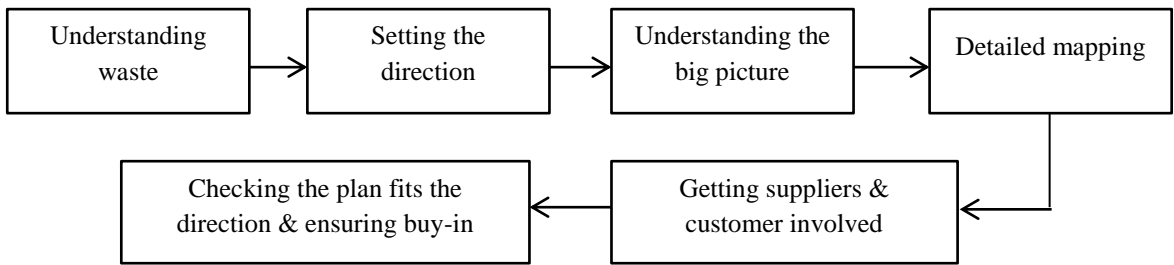 Understanding
waste
Setting the
direction
Understanding the
big picture
Detailed mapping
Getting suppliers &
customer involved
Checking the plan fits the
direction & ensuring buy-in